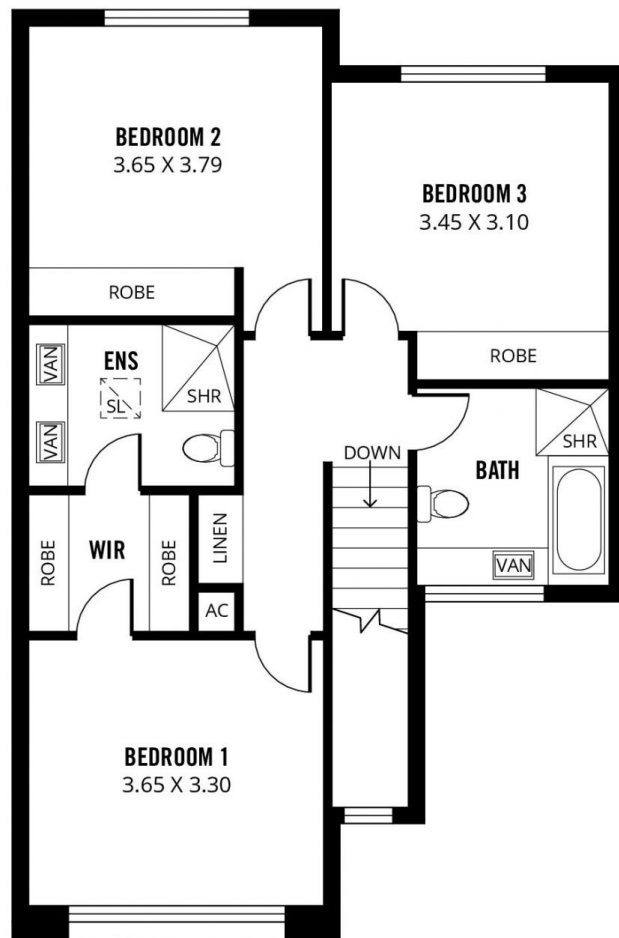 BEDROOM 2
3.65 X 3.79
BEDROOM 3
3.45 X 3.10
ROBE
ROBE
VAN
ENS
SL
SHR
VAN
DOWN
SHR
BATH
ROBE
WIR
ROBE
LINEN
VAN
AC
BEDROOM 1
3.65 X 3.30